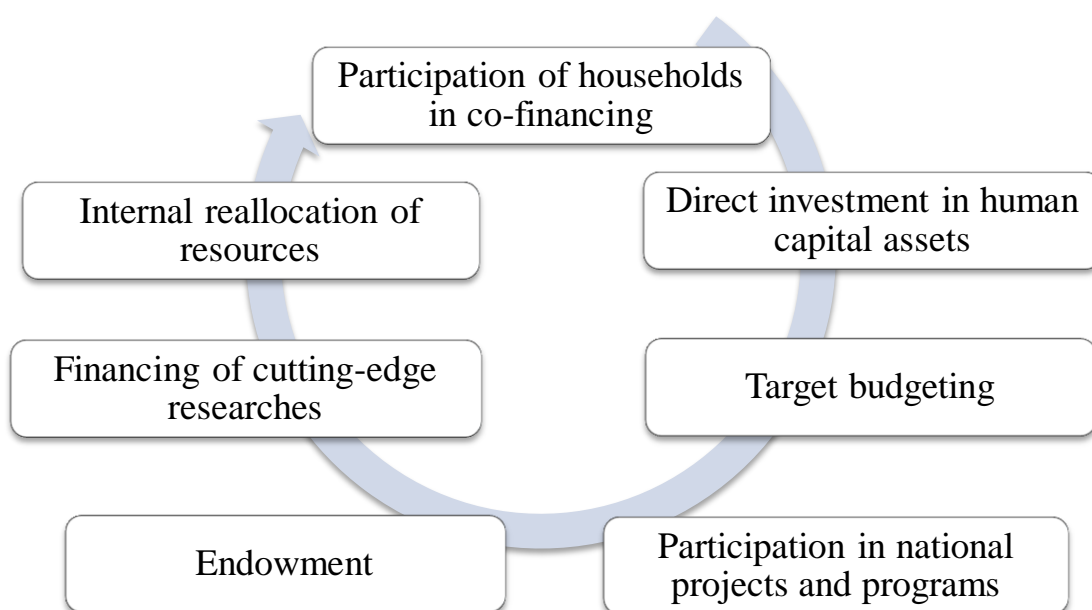 Participation of households
in co-financing
Direct investment in human
capital assets
Target budgeting
Participation in national
projects and programs
Endowment
Financing of cutting-edge
researches
Internal reallocation of
resources